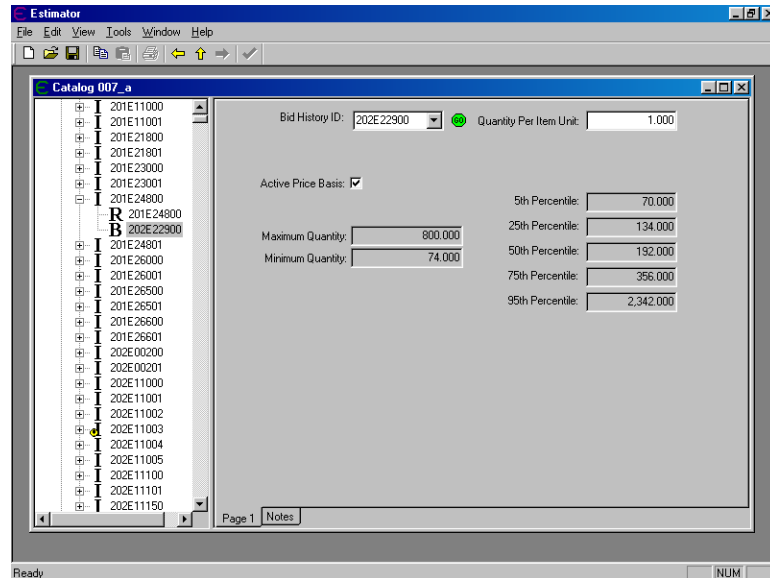 Estimator
File Edit View Tools Window Help
Catalog 007_a
201E11000
201E11001
201E21800
201E21801
201E23000
201E23001
201E24800
R 201E24800
B 202E22900
201E24801
201E26000
201E26001
201E26500
201E26501
201E26600
201E26601
202E00200
202E00201
202E11000
202E11001
202E11002
202E11003
202E11004
202E11005
202E11100
202E11101
202E11150
Bid History ID: 202E22900 GO Quantity Per Item Unit: 1.000
Active Price Basis:
Maximum Quantity: 800.000
Minimum Quantity: 74.000
5th Percentile: 70.000
25th Percentile: 134.000
50th Percentile: 192.000
75th Percentile: 356.000
95th Percentile: 2,342.000
Page 1 Notes
Ready NUM